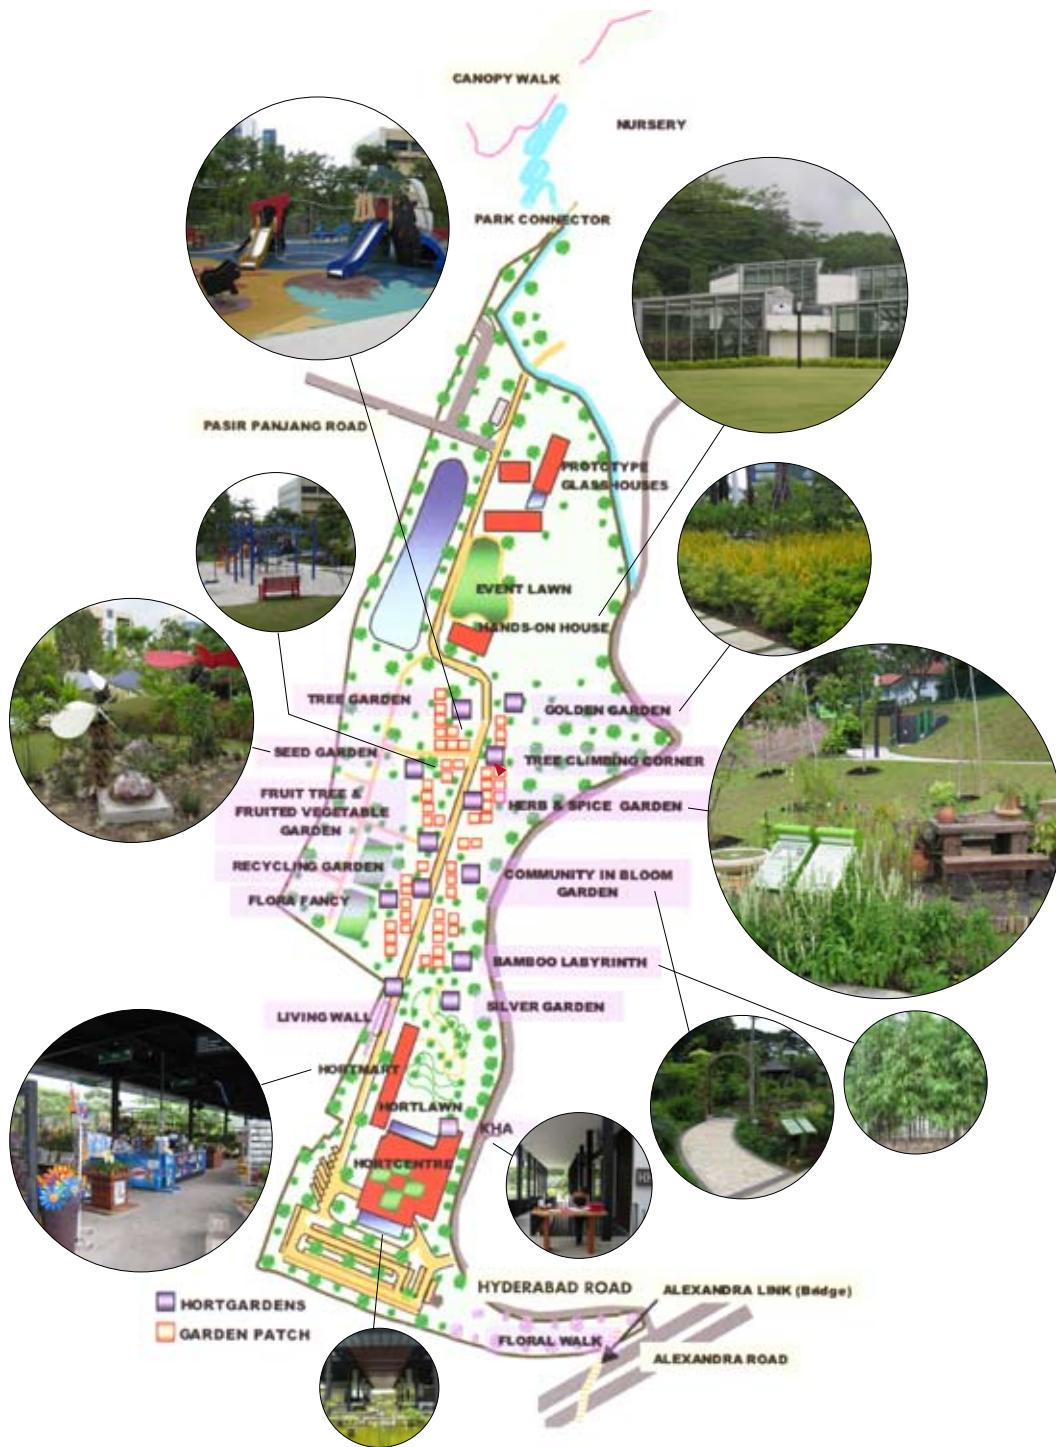 CANOPY WALK
NURSERY
PARK CONNECTOR
PASIR PANJANG ROAD
PROTOTYPE
GLASSHOUSES
EVENT LAWN
HANDS-ON HOUSE
TREE GARDEN
GOLDEN GARDEN
SEED GARDEN
TREE CLIMBING CORNER
FRUIT TREE &
FRUITED VEGETABLE
GARDEN
HERB & SPICE GARDEN
RECYCLING GARDEN
COMMUNITY IN BLOOM
GARDEN
FLORA FANCY
BAMBOO LABYRINTH
SILVER GARDEN
LIVING WALL
HORTMART
HORTLAWN
KHA
HORTCENTRE
HYDERABAD ROAD
ALEXANDRA LINK (Bridge)
HORTGARDENS
GARDEN PATCH
FLORAL WALK
ALEXANDRA ROAD